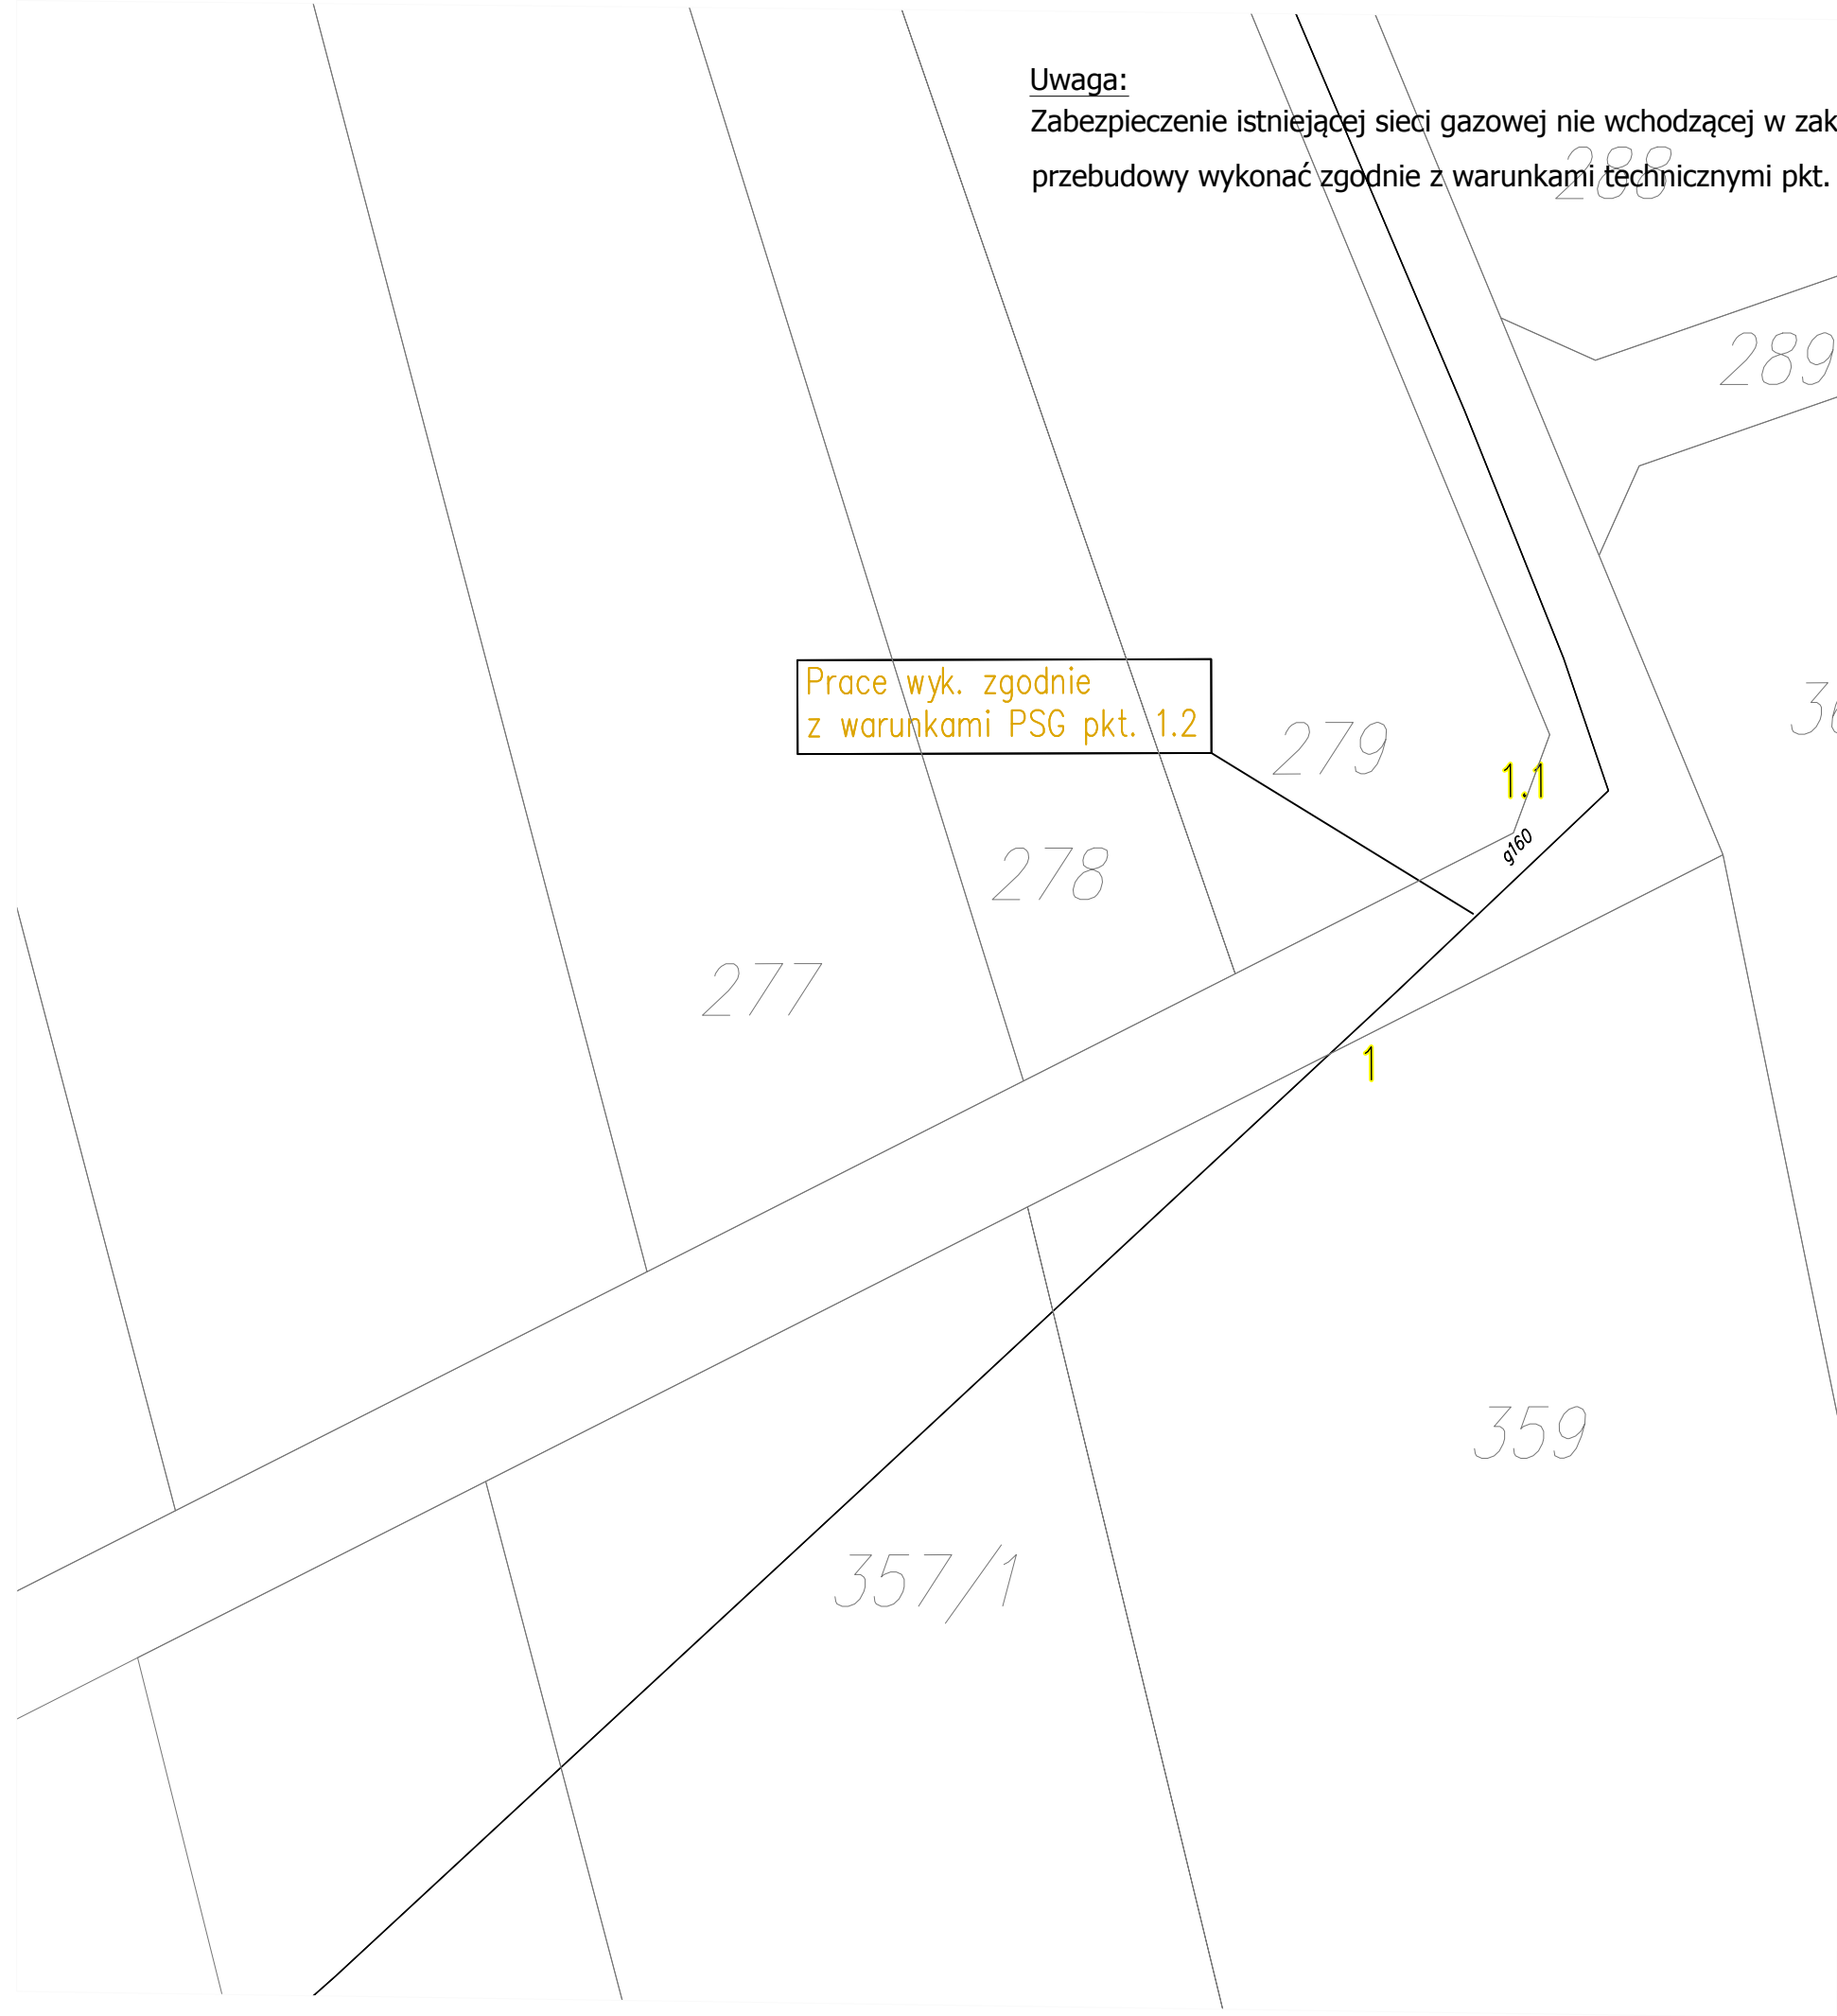 Uwaga:
Zabezpieczenie istniejącej sieci gazowej nie wchodzącej w
przebudowy wykonać zgodnie z warunkami technicznymi pkt.
288
289
Prace wyk. zgodnie
z warunkami PSG pkt. 1.2
279
1.1
g160
278
277
1
359
357/1